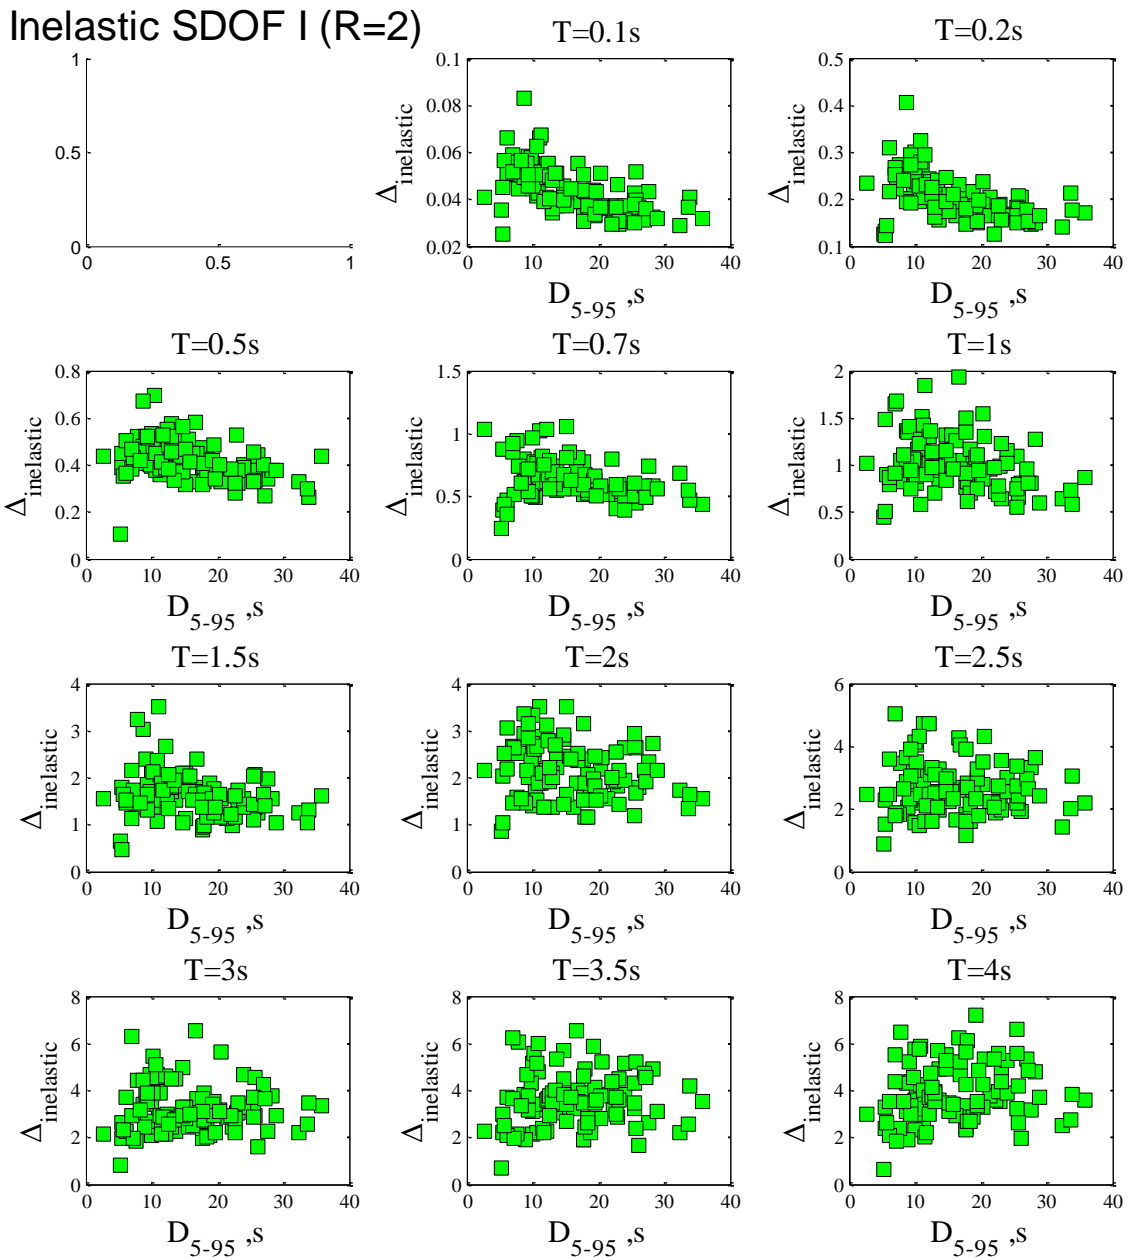 Inelastic SDOF I (R=2)
1
0.5
0
0 0.5 1
T=0.1s
0.1
0.08
0.06
0.04
0.02
0 10 20 30 40
Δinelastic
D5-95 ,s
T=0.2s
0.5
0.4
0.3
0.2
0.1
0 10 20 30 40
Δinelastic
D5-95 ,s
T=0.5s
0.8
0.6
0.4
0.2
0
0 10 20 30 40
Δinelastic
D5-95 ,s
T=0.7s
1.5
1
0.5
0
0 10 20 30 40
Δinelastic
D5-95 ,s
T=1s
2
1.5
1
0.5
0
0 10 20 30 40
Δinelastic
D5-95 ,s
T=1.5s
4
3
2
1
0
0 10 20 30 40
Δinelastic
D5-95 ,s
T=2s
4
3
2
1
0
0 10 20 30 40
Δinelastic
D5-95 ,s
T=2.5s
6
4
2
0
0 10 20 30 40
Δinelastic
D5-95 ,s
T=3s
8
6
4
2
0
0 10 20 30 40
Δinelastic
D5-95 ,s
T=3.5s
8
6
4
2
0
0 10 20 30 40
Δinelastic
D5-95 ,s
T=4s
8
6
4
2
0
0 10 20 30 40
Δinelastic
D5-95 ,s